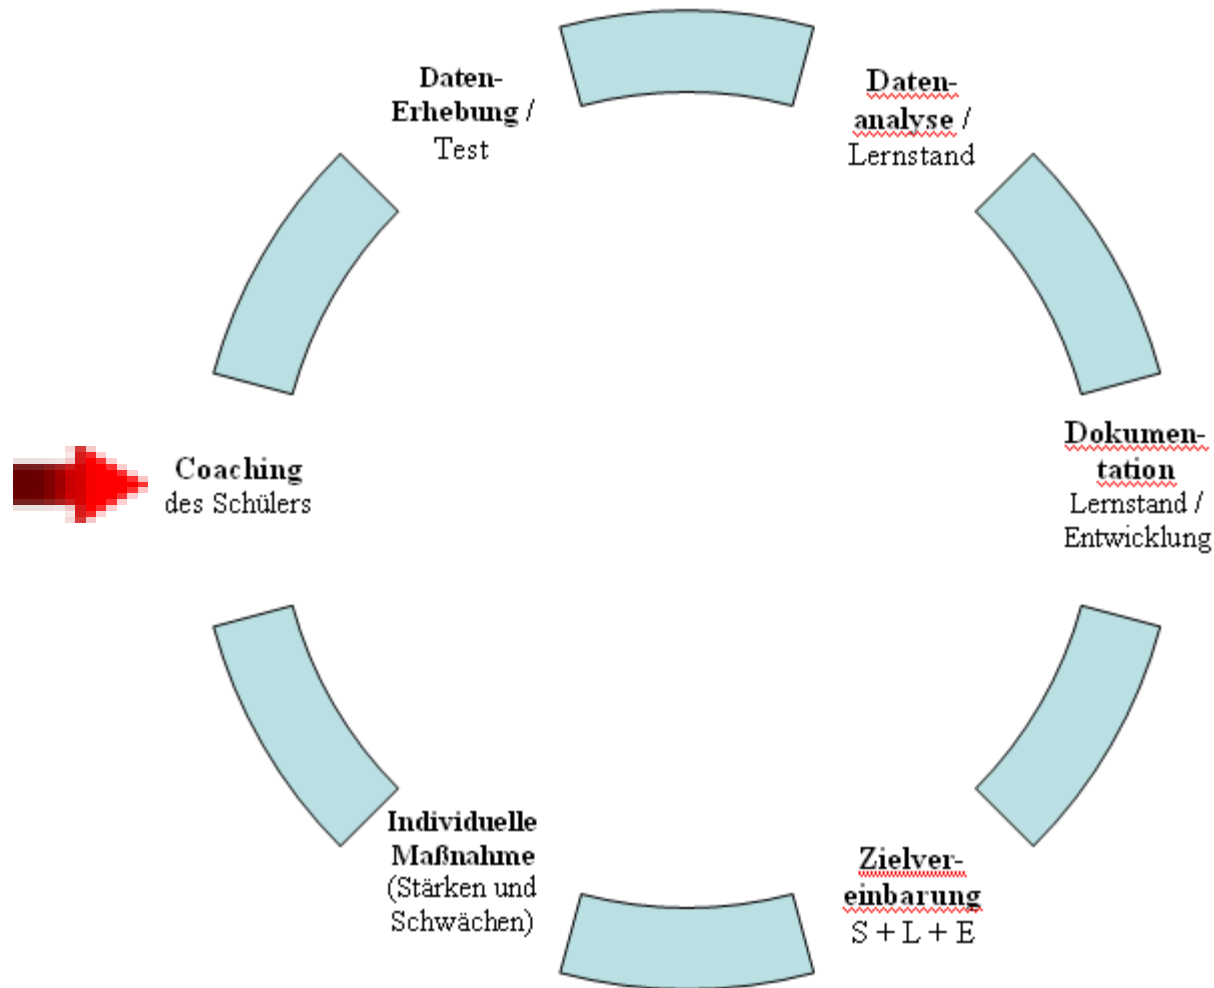 Daten-
Erhebung /
Test
Daten-
analyse /
Lernstand
Dokumen-
tation
Lernstand /
Entwicklung
Zielver-
einbarung
S + L + E
Individuelle
Maßnahme
(Stärken und
Schwächen)
Coaching
des Schülers